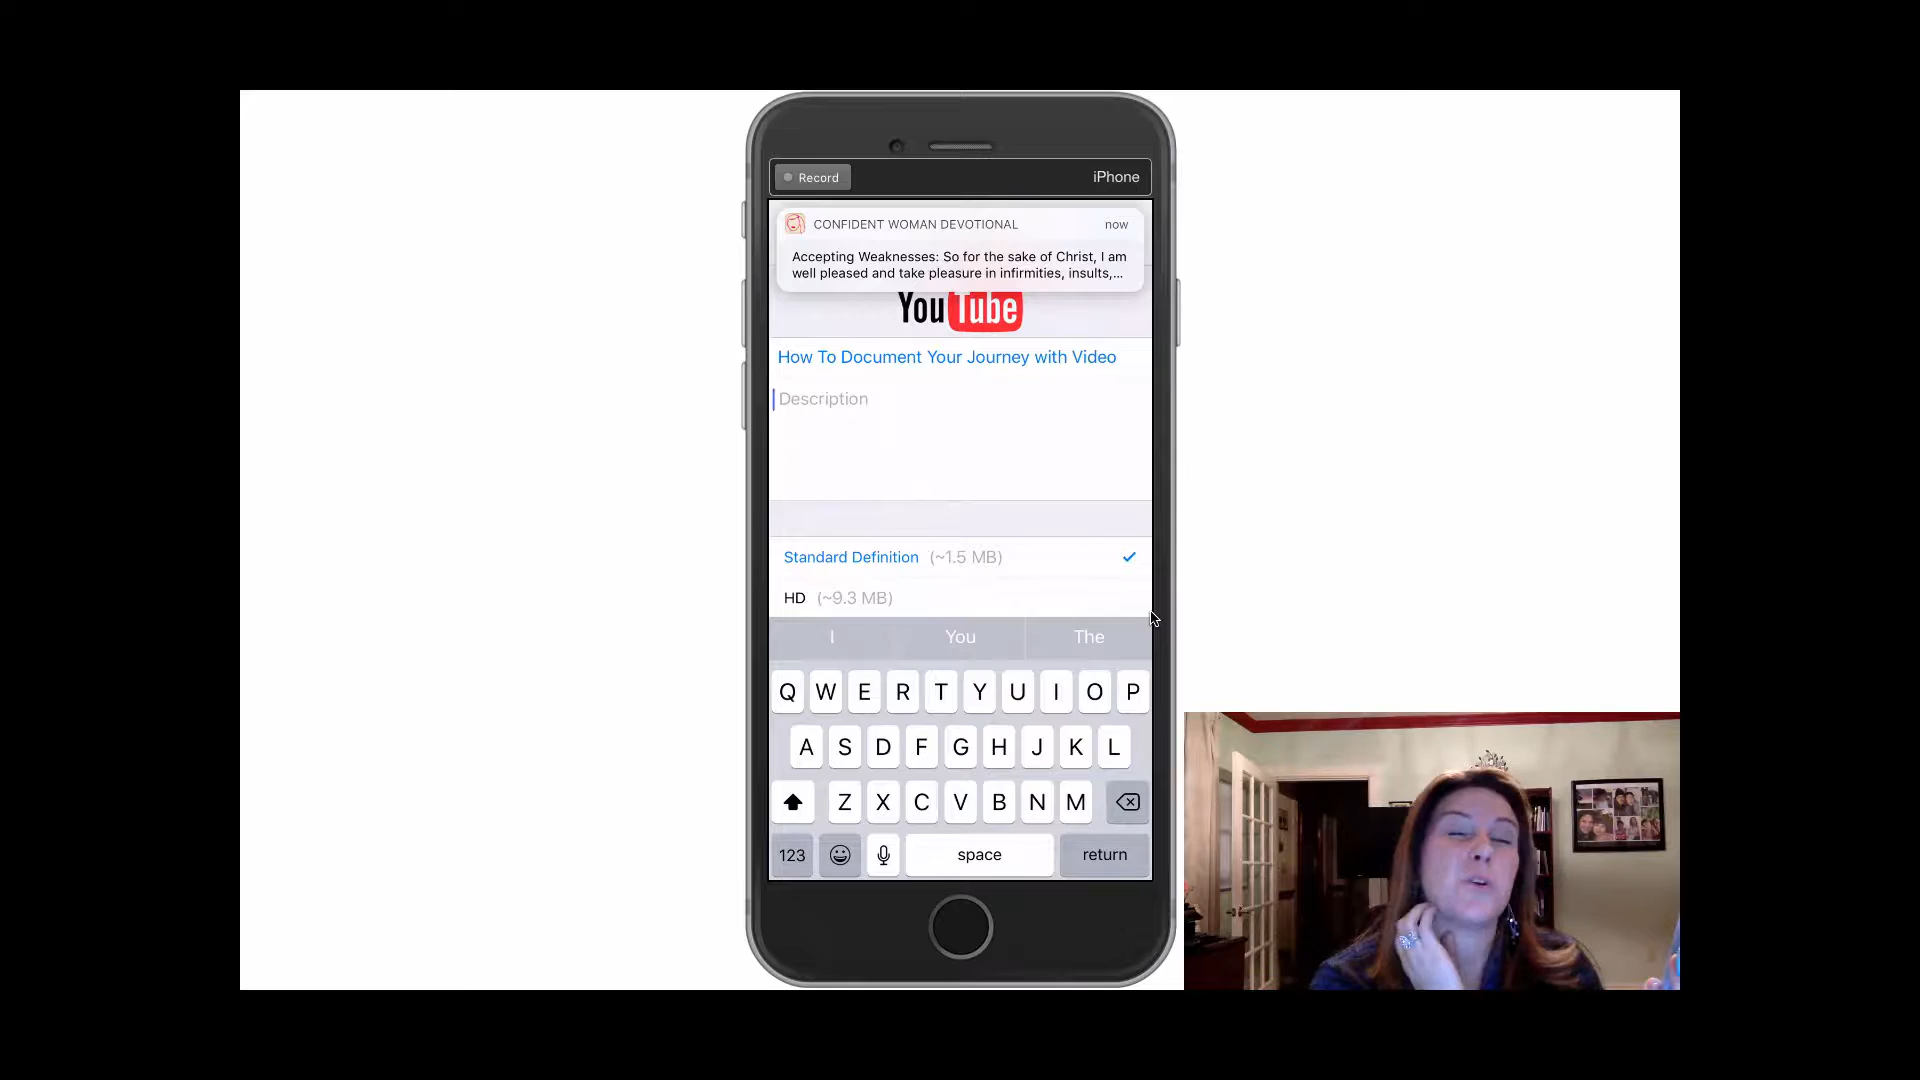 Record
iPhone
CONFIDENT WOMAN DEVOTIONAL
now
Accepting Weaknesses: So for the sake of Christ, I am
well pleased and take pleasure in infirmities, insults,...
YouTube
How To Document Your Journey with Video
Description
Standard Definition (~1.5 MB)
HD (~9.3 MB)
I You The
Q W E R T Y U I O P
A S D F G H J K L
Z X C V B N M
123 space return